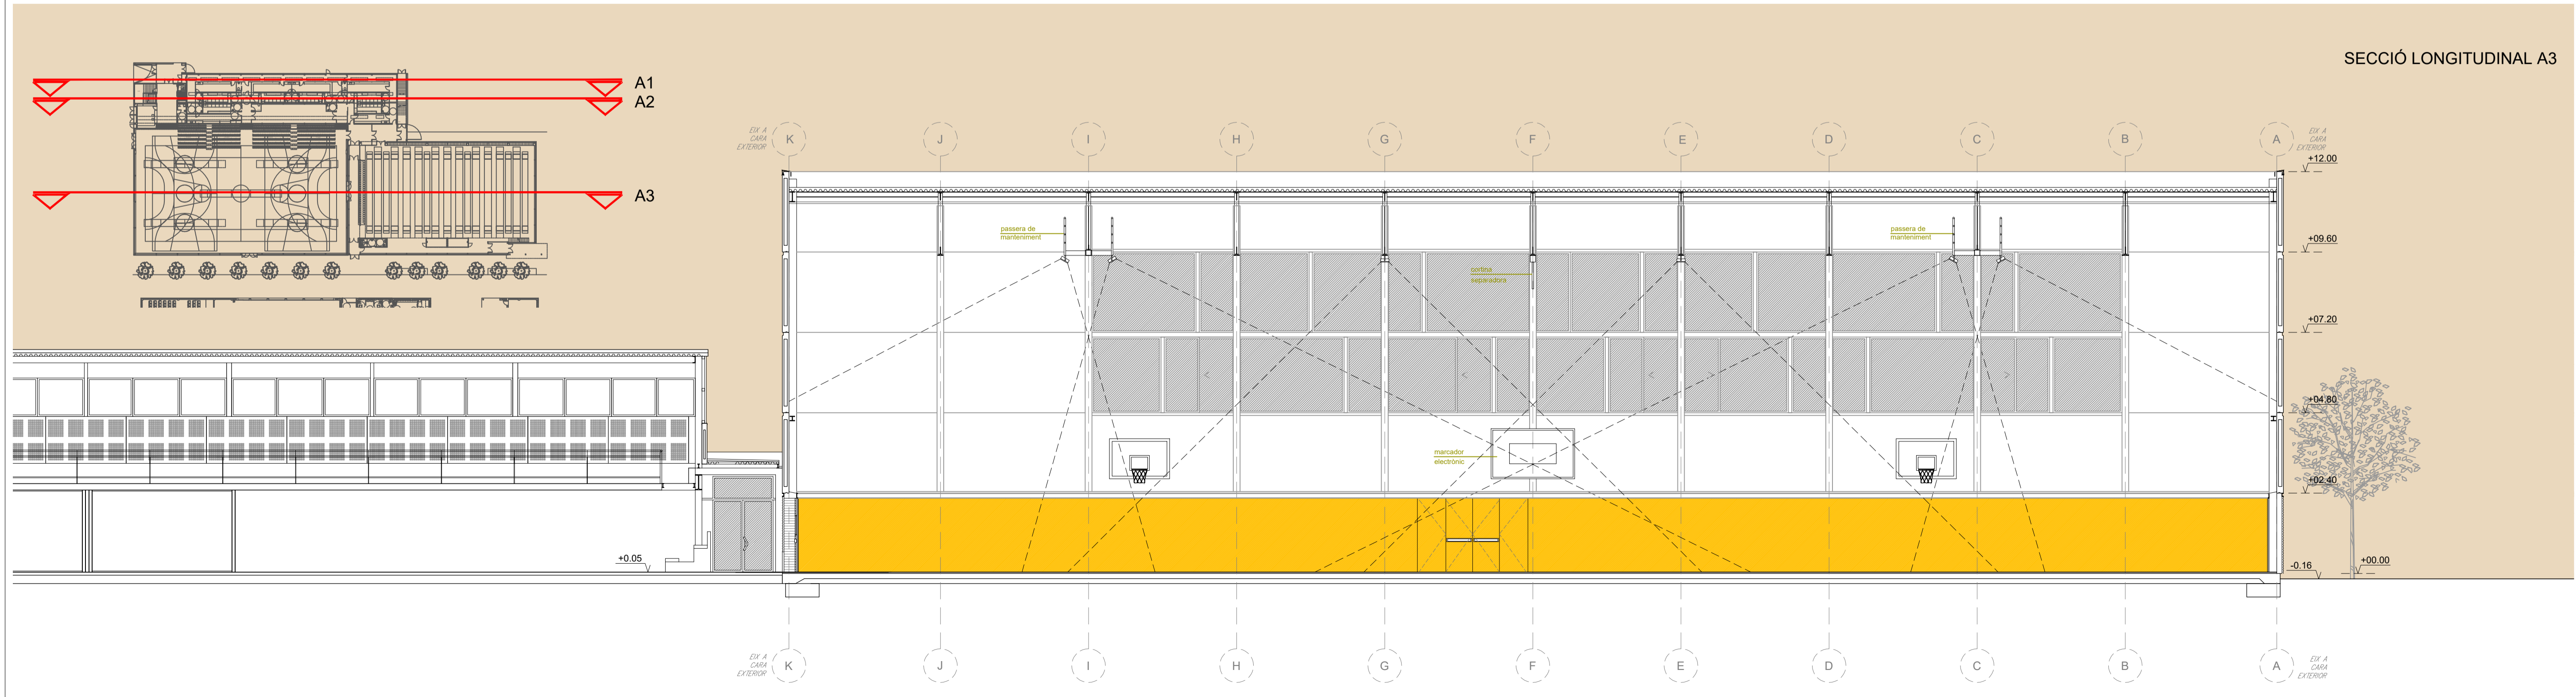 SECCIÓ LONGITUDINAL A3
A1
A2
A3
EIX A
CARA
EXTERIOR
K
J
I
H
G
F
E
D
C
B
A
EIX A
CARA
EXTERIOR
+12.00
passera de
manteniment
passera de
manteniment
+09.60
cortina
separadora
+07.20
+04.80
marcador
electrònic
+02.40
+0.05
+00.00
-0.16
EIX A
CARA
EXTERIOR
K
J
I
H
G
F
E
D
C
B
A
EIX A
CARA
EXTERIOR